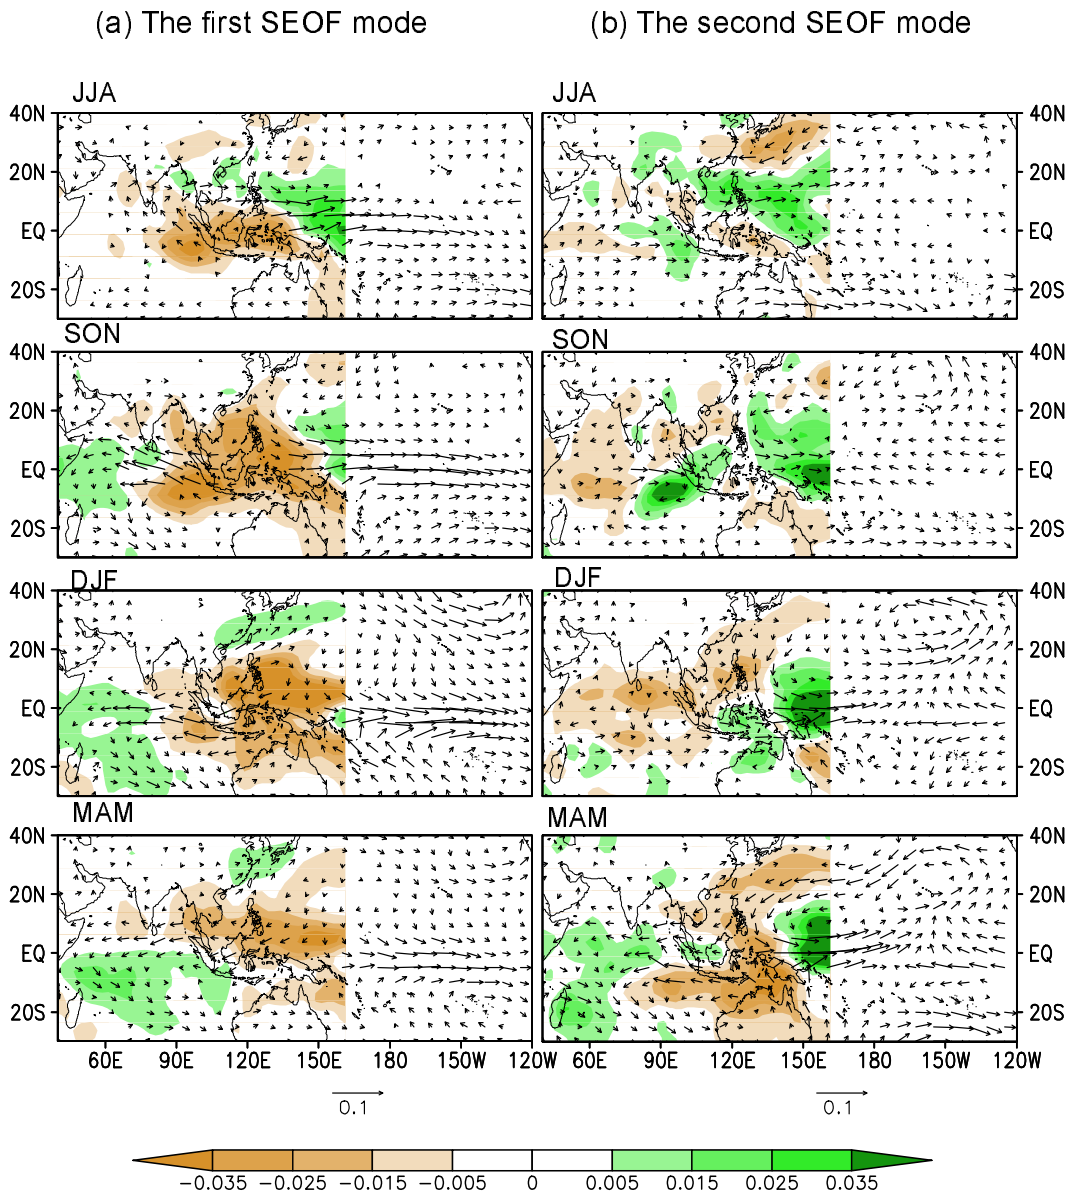 (a) The first SEOF mode (b) The second SEOF mode
JJA JJA
40N 40N
20N 20N
EQ EQ
20S 20S
SON SON
40N 40N
20N 20N
EQ EQ
20S 20S
DJF DJF
40N 40N
20N 20N
EQ EQ
20S 20S
MAM MAM
40N 40N
20N 20N
EQ EQ
20S 20S
60E 90E 120E 150E 180 150W 120W 60E 90E 120E 150E 180 150W 120W
0.1 0.1
-0.035 -0.025 -0.015 -0.005 0 0.005 0.015 0.025 0.035